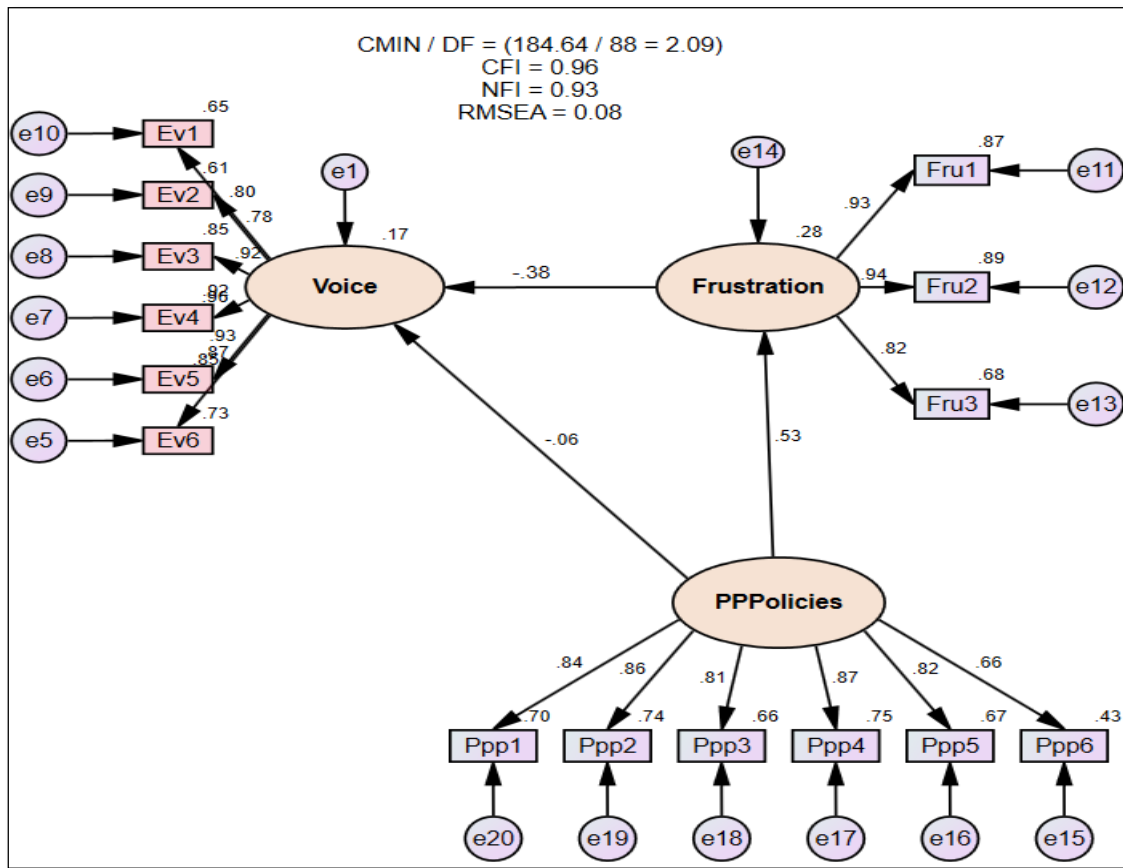 CMIN / DF = (184.64 / 88 = 2.09)
CFI = 0.96
NFI = 0.93
RMSEA = 0.08
.65
e10 Ev1
.61
e9 Ev2 .80
.78
.85
e8 Ev3 .92
.92
.96
e7 Ev4
.93
.87
.85
e6 Ev5
.73
e5 Ev6
e1
.17
Voice
-.38
e14
.28
Frustration
.87
Fru1 e11
.93
.89
.94 Fru2 e12
.82
.68
Fru3 e13
-.06
.53
PPPolicies
.84 .86 .81 .87 .82 .66
.70 .74 .66 .75 .67 .43
Ppp1 Ppp2 Ppp3 Ppp4 Ppp5 Ppp6
e20 e19 e18 e17 e16 e15